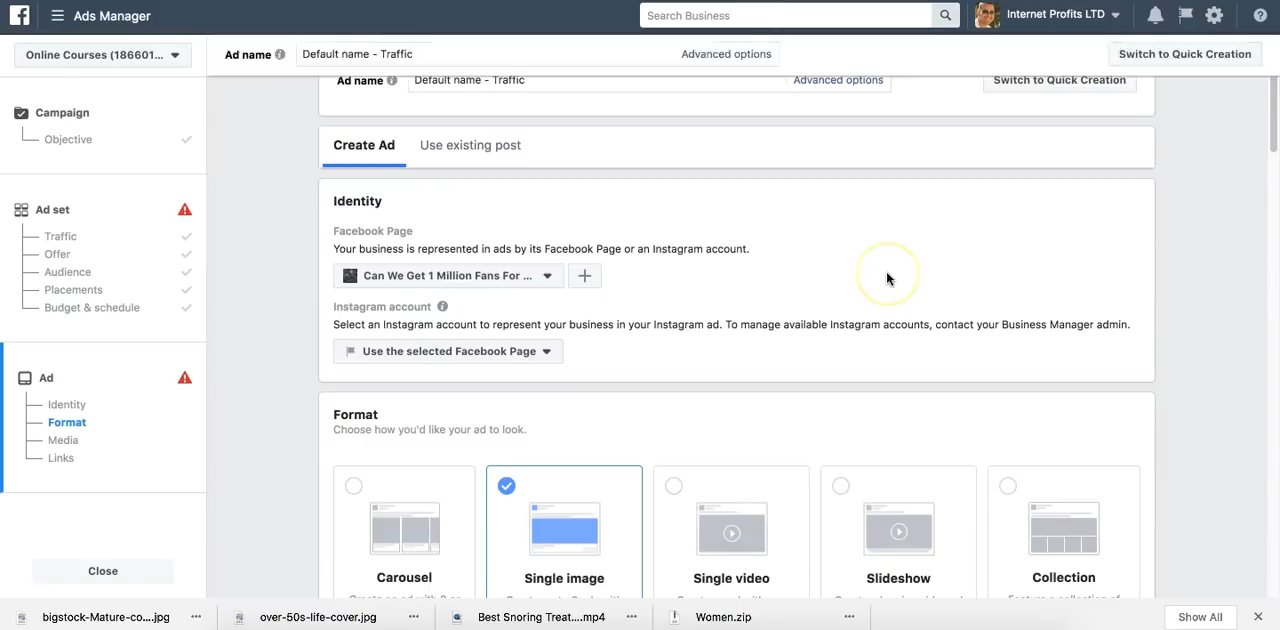 Ads Manager
Search Business
Internet Profits LTD
Online Courses (186601...
Ad name
Default name - Traffic
Advanced options
Switch to Quick Creation
Ad name
Default name - Traffic
Advanced options
Switch to Quick Creation
Campaign
Objective
Ad set
Traffic
Offer
Audience
Placements
Budget & schedule
Ad
Identity
Format
Media
Links
Close
Create Ad
Use existing post
Identity
Facebook Page
Your business is represented in ads by its Facebook Page or an Instagram account.
Can We Get 1 Million Fans For ...
Instagram account
Select an Instagram account to represent your business in your Instagram ad. To manage available Instagram accounts, contact your Business Manager admin.
Use the selected Facebook Page
Format
Choose how you'd like your ad to look.
Carousel
Single image
Single video
Slideshow
Collection
bigstock-Mature-co....jpg
over-50s-life-cover.jpg
Best Snoring Treat....mp4
Women.zip
Show All